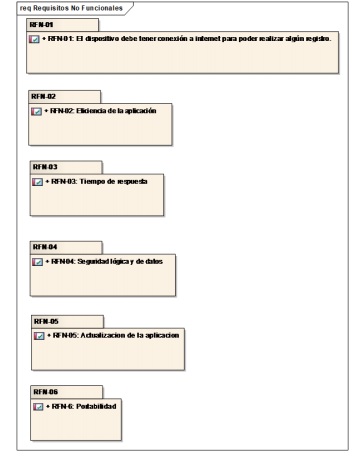 req Requisitos No Funcionales
RFN-01
+ RFN-01: El dispositivo debe tener conexión a internet para poder realizar algún registro.
RFN-02
+ RFN-02: Eficiencia de la aplicación
RFN-03
+ RFN-03: Tiempo de respuesta
RFN-04
+ RFN-04: Seguridad lógica y de datos
RFN-05
+ RFN-05: Actualizacion de la aplicacion
RFN-06
+ RFN-6: Portabilidad